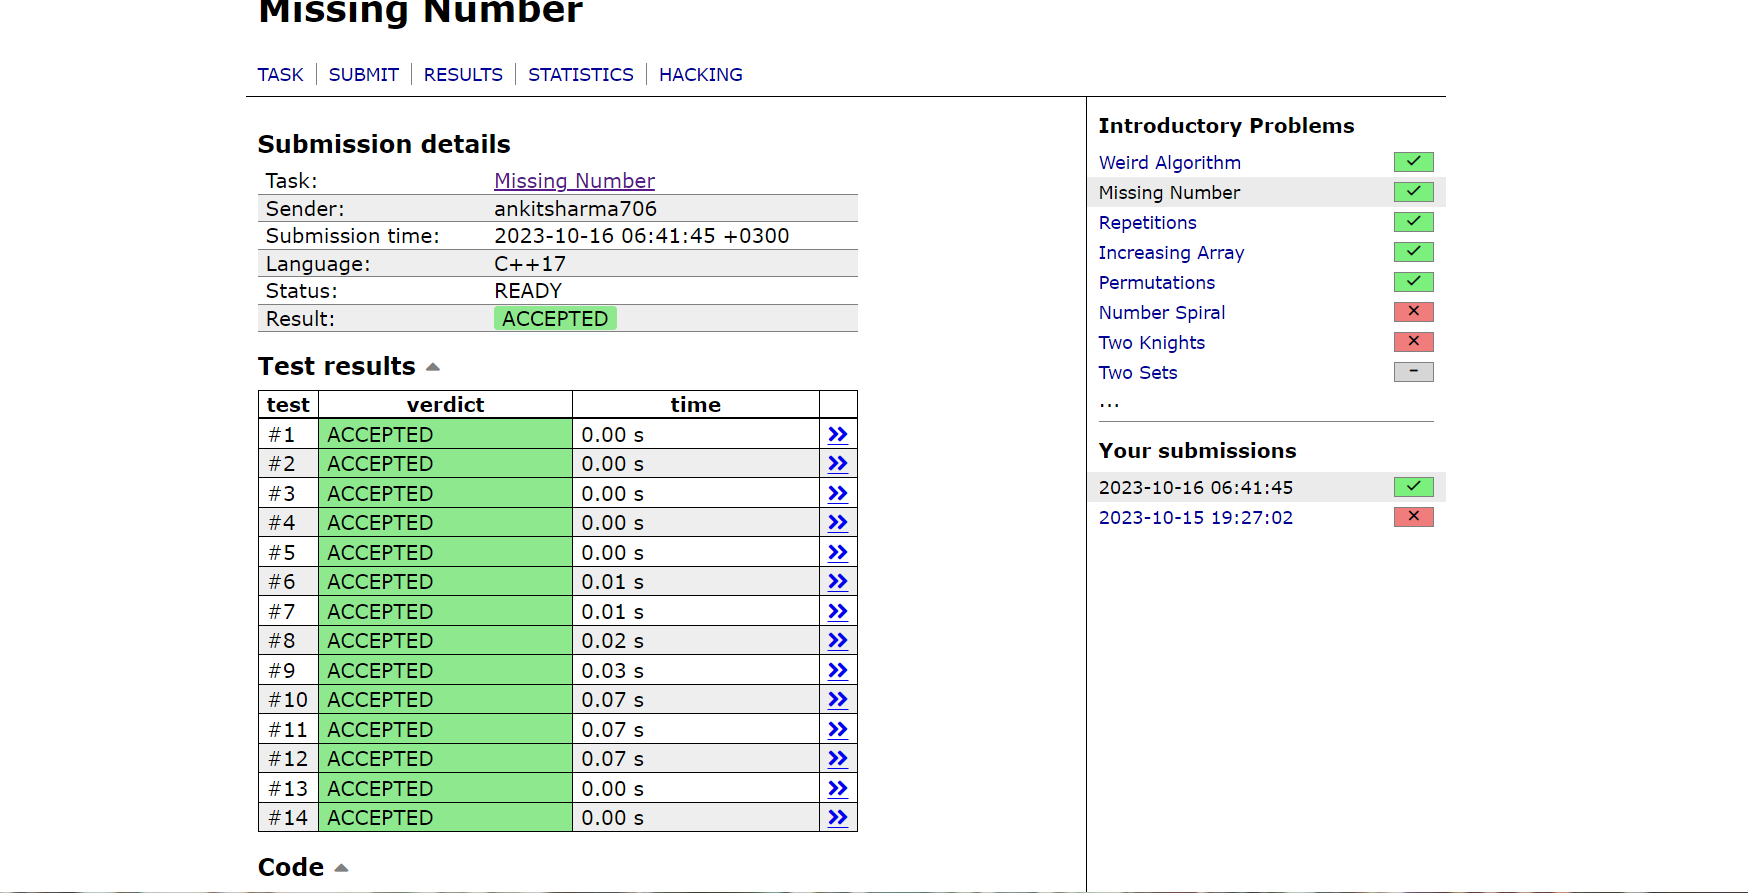 Missing Number
TASK | SUBMIT | RESULTS | STATISTICS | HACKING
Submission details
Task: Missing Number
Sender: ankitsharma706
Submission time: 2023-10-16 06:41:45 +0300
Language: C++17
Status: READY
Result: ACCEPTED
Test results
test verdict time
#1 ACCEPTED 0.00 s »
#2 ACCEPTED 0.00 s »
#3 ACCEPTED 0.00 s »
#4 ACCEPTED 0.00 s »
#5 ACCEPTED 0.00 s »
#6 ACCEPTED 0.01 s »
#7 ACCEPTED 0.01 s »
#8 ACCEPTED 0.02 s »
#9 ACCEPTED 0.03 s »
#10 ACCEPTED 0.07 s »
#11 ACCEPTED 0.07 s »
#12 ACCEPTED 0.07 s »
#13 ACCEPTED 0.00 s »
#14 ACCEPTED 0.00 s »
Code
Introductory Problems
Weird Algorithm ✓
Missing Number ✓
Repetitions ✓
Increasing Array ✓
Permutations ✓
Number Spiral ✕
Two Knights ✕
Two Sets –
...
Your submissions
2023-10-16 06:41:45 ✓
2023-10-15 19:27:02 ✕